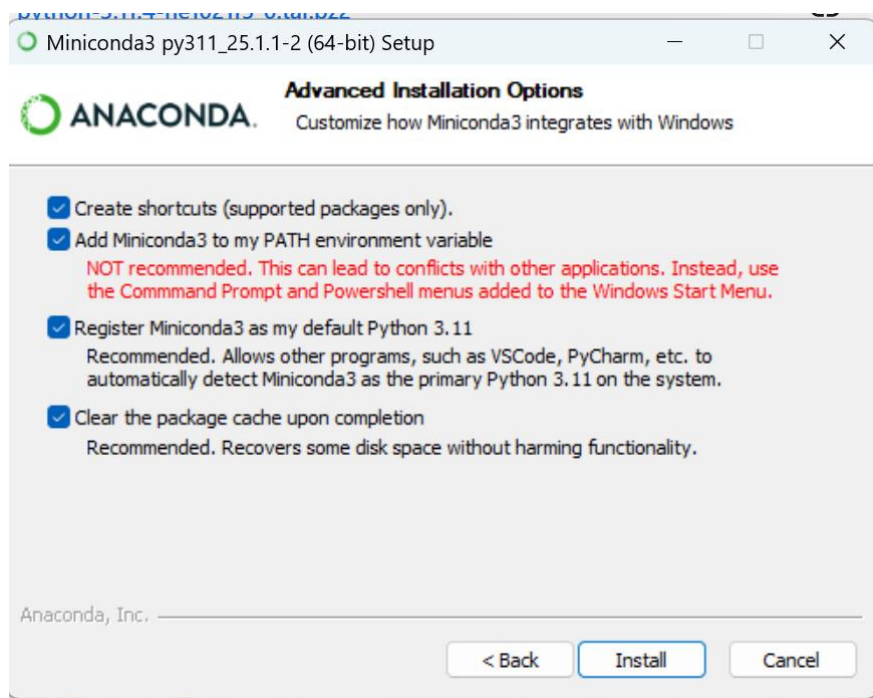 Miniconda3 py311_25.1.1-2 (64-bit) Setup
ANACONDA.
Advanced Installation Options
Customize how Miniconda3 integrates with Windows
Create shortcuts (supported packages only).
Add Miniconda3 to my PATH environment variable
NOT recommended. This can lead to conflicts with other applications. Instead, use
the Commmand Prompt and Powershell menus added to the Windows Start Menu.
Register Miniconda3 as my default Python 3.11
Recommended. Allows other programs, such as VSCode, PyCharm, etc. to
automatically detect Miniconda3 as the primary Python 3.11 on the system.
Clear the package cache upon completion
Recommended. Recovers some disk space without harming functionality.
Anaconda, Inc.
< Back
Install
Cancel